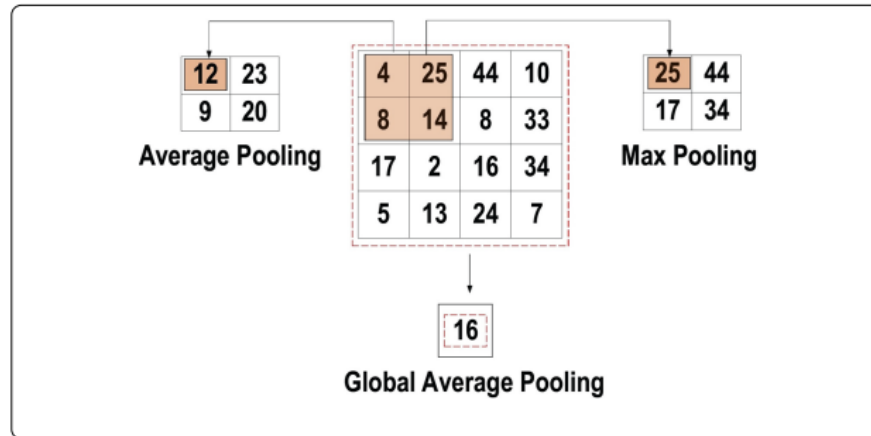 12 23
9 20
Average Pooling
4 25 44 10
8 14 8 33
17 2 16 34
5 13 24 7
25 44
17 34
Max Pooling
16
Global Average Pooling